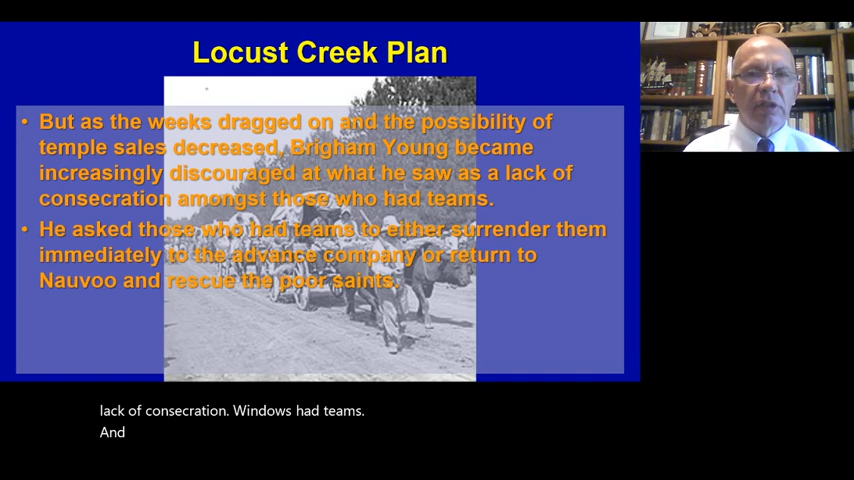 Locust Creek Plan
• But as the weeks dragged on and the possibility of
temple sales decreased, Brigham Young became
increasingly discouraged at what he saw as a lack of
consecration amongst those who had teams.
• He asked those who had teams to either surrender them
immediately to the advance company or return to
Nauvoo and rescue the poor saints.
lack of consecration. Windows had teams.
And